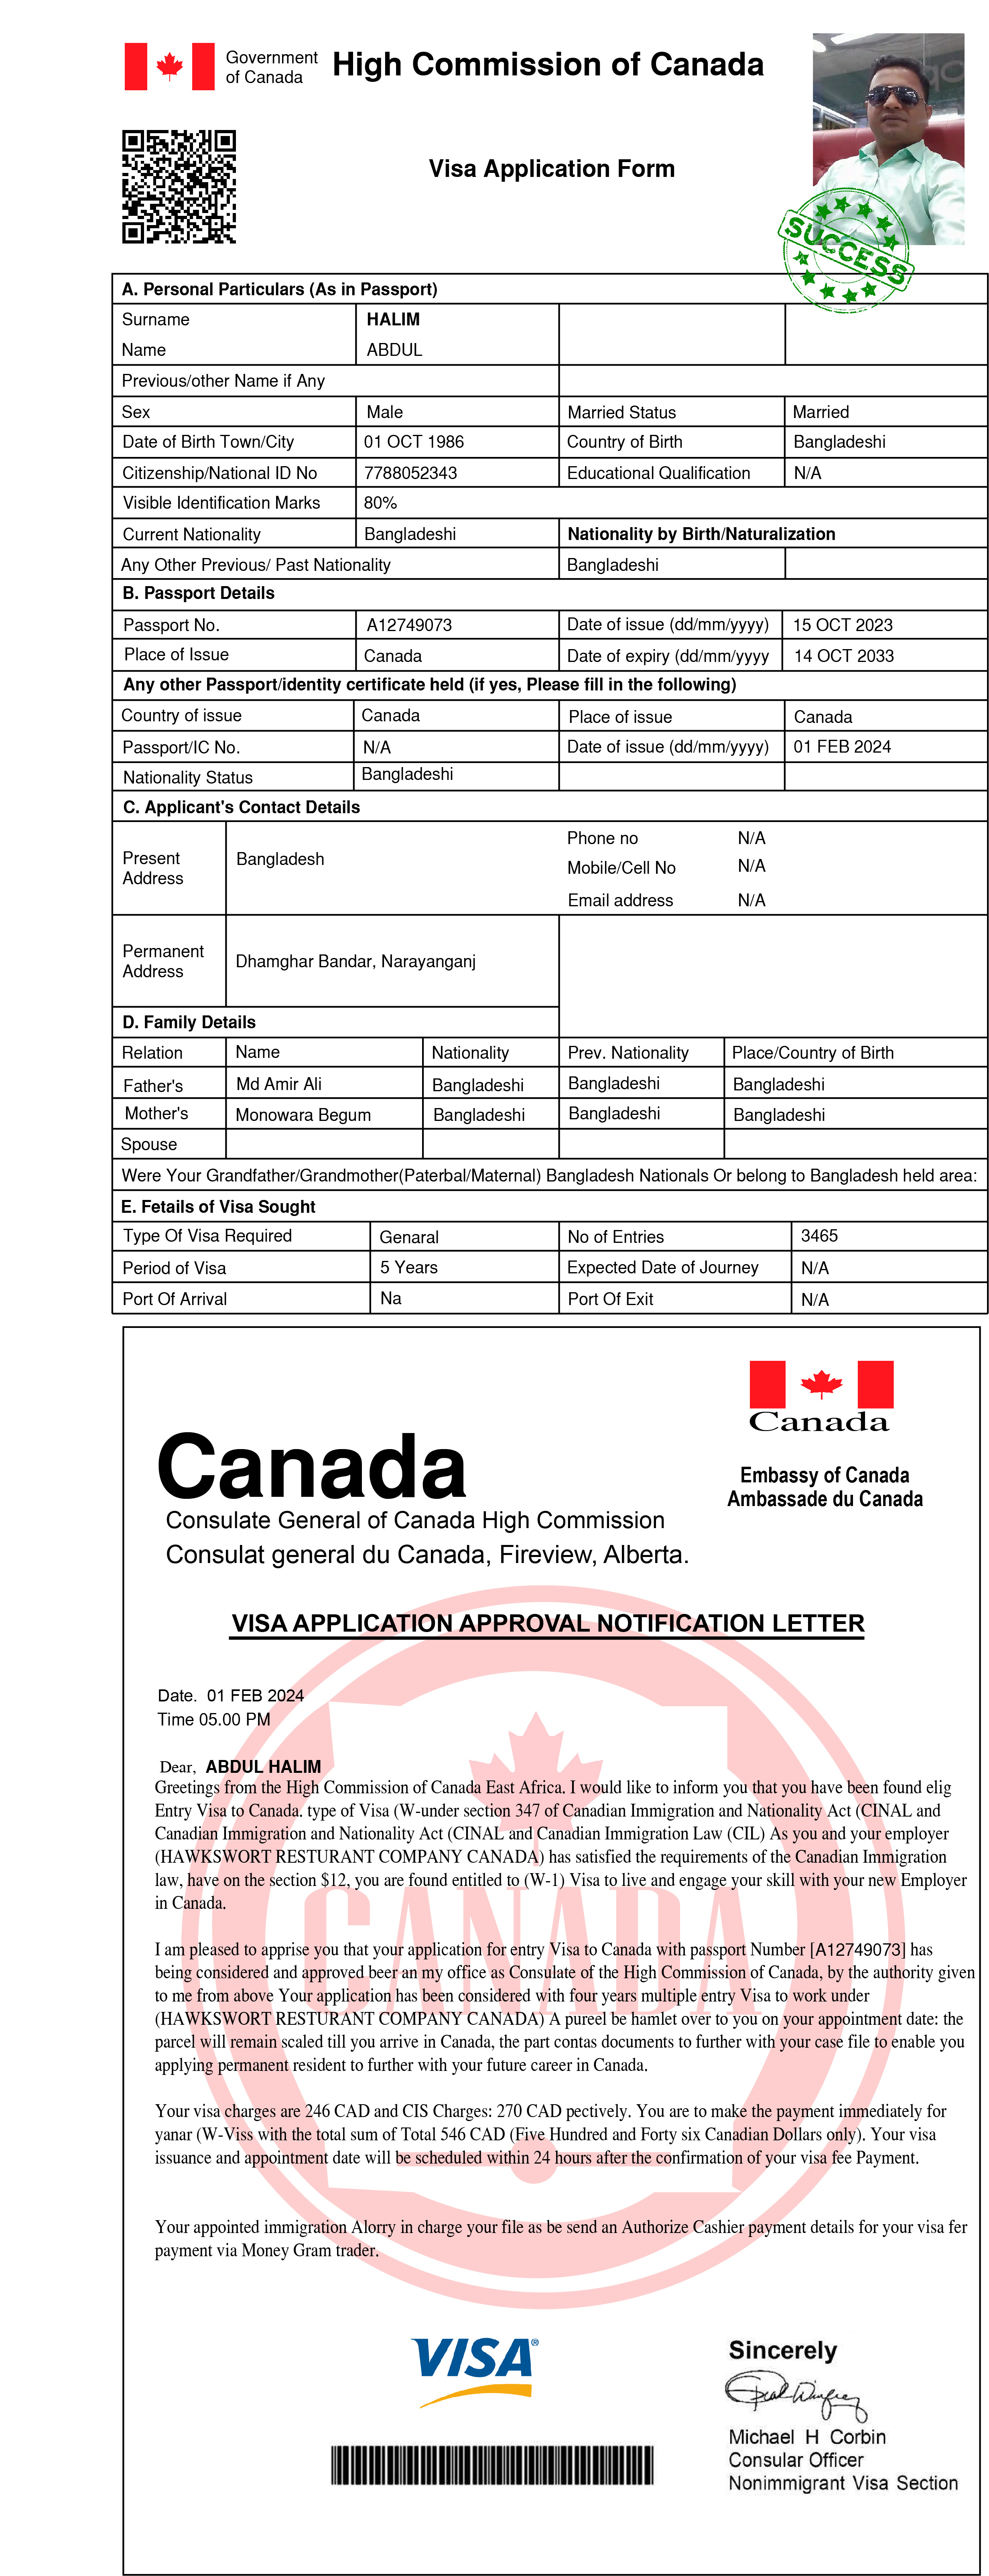 Government
of Canada
High Commission of Canada
Visa Application Form
SUCCESS
A. Personal Particulars (As in Passport)
Surname HALIM
Name ABDUL
Previous/other Name if Any
Sex Male Married Status Married
Date of Birth Town/City 01 OCT 1986 Country of Birth Bangladeshi
Citizenship/National ID No 7788052343 Educational Qualification N/A
Visible Identification Marks 80%
Current Nationality Bangladeshi Nationality by Birth/Naturalization
Any Other Previous/ Past Nationality Bangladeshi
B. Passport Details
Passport No. A12749073 Date of issue (dd/mm/yyyy) 15 OCT 2023
Place of Issue Canada Date of expiry (dd/mm/yyyy 14 OCT 2033
Any other Passport/identity certificate held (if yes, Please fill in the following)
Country of issue Canada Place of issue Canada
Passport/IC No. N/A Date of issue (dd/mm/yyyy) 01 FEB 2024
Nationality Status Bangladeshi
C. Applicant's Contact Details
Present
Address
Bangladesh
Phone no N/A
Mobile/Cell No N/A
Email address N/A
Permanent
Address
Dhamghar Bandar, Narayanganj
D. Family Details
Relation Name Nationality Prev. Nationality Place/Country of Birth
Father's Md Amir Ali Bangladeshi Bangladeshi Bangladeshi
Mother's Monowara Begum Bangladeshi Bangladeshi Bangladeshi
Spouse
Were Your Grandfather/Grandmother(Paterbal/Maternal) Bangladesh Nationals Or belong to Bangladesh held area:
E. Fetails of Visa Sought
Type Of Visa Required Genaral No of Entries 3465
Period of Visa 5 Years Expected Date of Journey N/A
Port Of Arrival Na Port Of Exit N/A
Canada
Embassy of Canada
Ambassade du Canada
Canada
Consulate General of Canada High Commission
Consulat general du Canada, Fireview, Alberta.
VISA APPLICATION APPROVAL NOTIFICATION LETTER
Date. 01 FEB 2024
Time 05.00 PM
Dear, ABDUL HALIM
Greetings from the High Commission of Canada East Africa. I would like to inform you that you have been found elig
Entry Visa to Canada. type of Visa (W-under section 347 of Canadian Immigration and Nationality Act (CINAL and
Canadian Immigration and Nationality Act (CINAL and Canadian Immigration Law (CIL) As you and your employer
(HAWKSWORT RESTURANT COMPANY CANADA) has satisfied the requirements of the Canadian Immigration
law, have on the section $12, you are found entitled to (W-1) Visa to live and engage your skill with your new Employer
in Canada.
I am pleased to apprise you that your application for entry Visa to Canada with passport Number [A12749073] has
being considered and approved beer an my office as Consulate of the High Commission of Canada, by the authority given
to me from above Your application has been considered with four years multiple entry Visa to work under
(HAWKSWORT RESTURANT COMPANY CANADA) A pureel be hamlet over to you on your appointment date: the
parcel will remain scaled till you arrive in Canada, the part contas documents to further with your case file to enable you
applying permanent resident to further with your future career in Canada.
Your visa charges are 246 CAD and CIS Charges: 270 CAD pectively. You are to make the payment immediately for
yanar (W-Viss with the total sum of Total 546 CAD (Five Hundred and Forty six Canadian Dollars only). Your visa
issuance and appointment date will be scheduled within 24 hours after the confirmation of your visa fee Payment.
Your appointed immigration Alorry in charge your file as be send an Authorize Cashier payment details for your visa fer
payment via Money Gram trader.
CANADA
VISA®
Sincerely
Michael H Corbin
Consular Officer
Nonimmigrant Visa Section